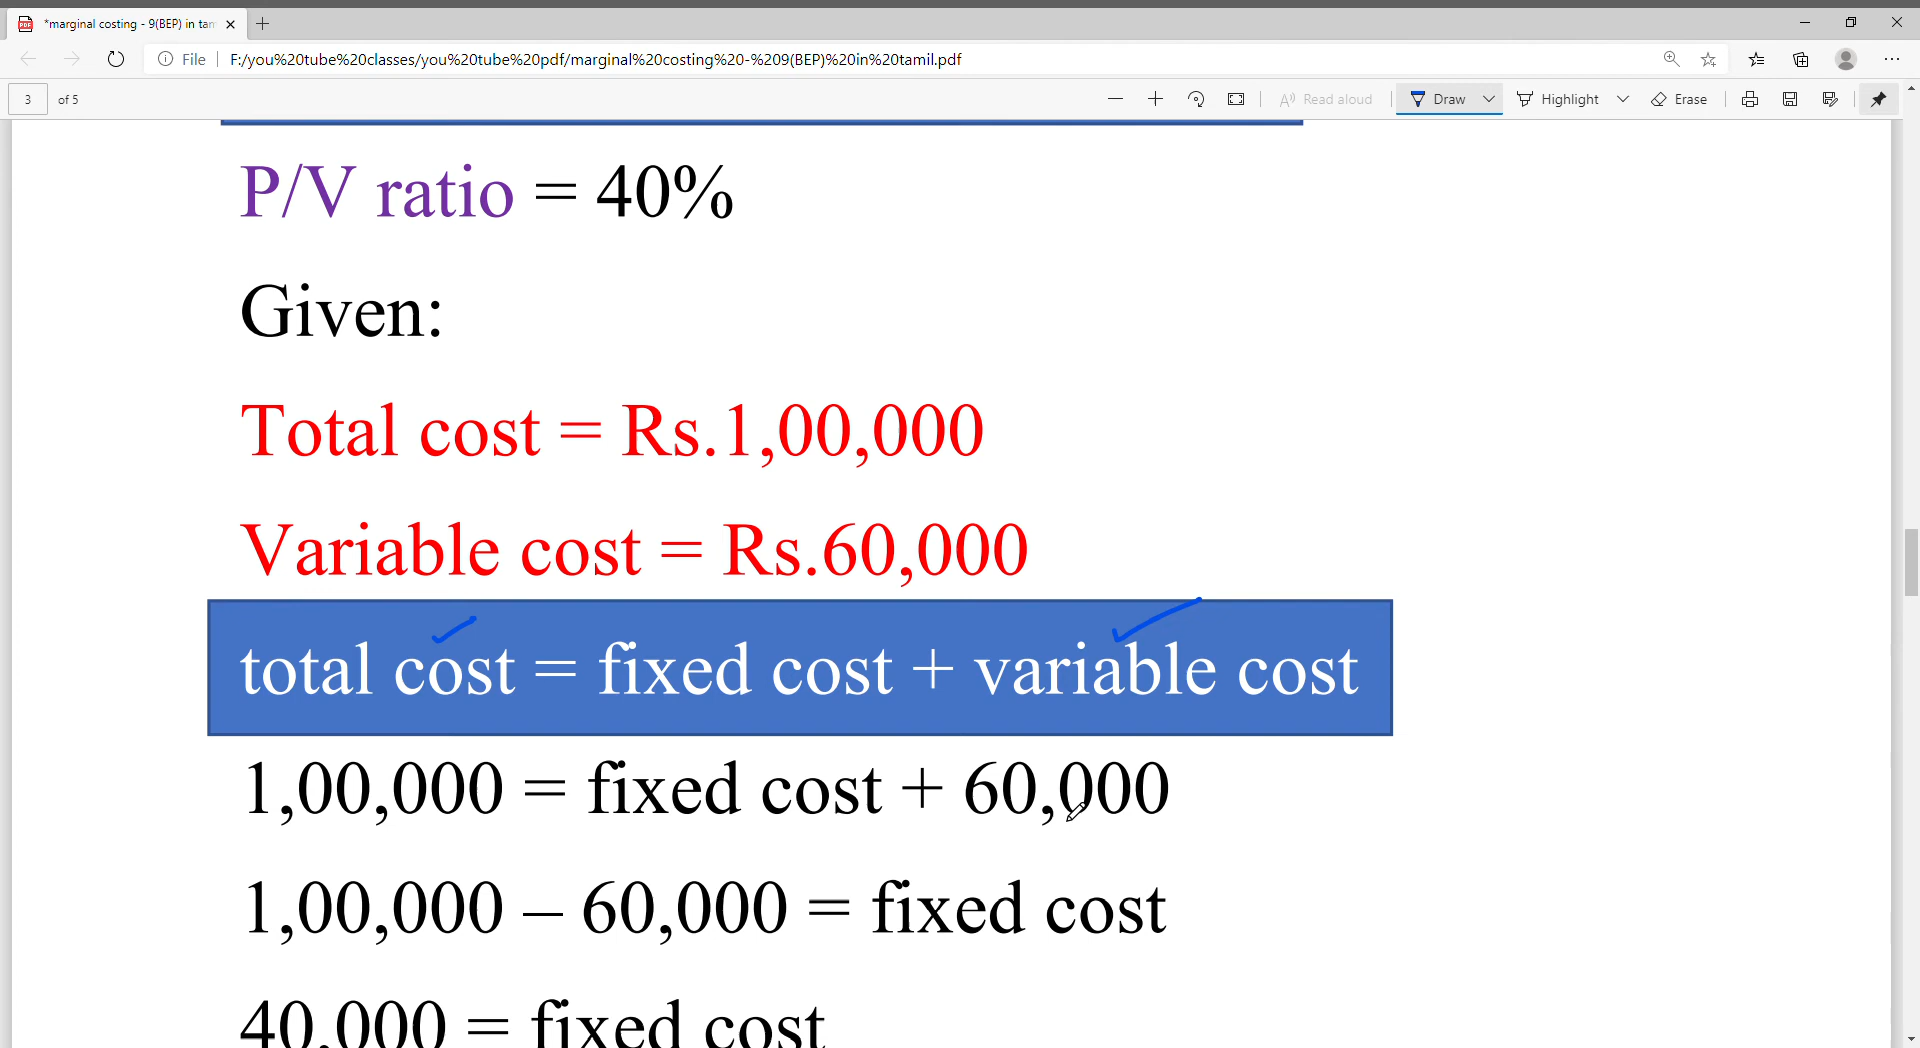 *marginal costing - 9(BEP) in tam
File
F:/you%20tube%20classes/you%20tube%20pdf/marginal%20costing%20-%209(BEP)%20in%20tamil.pdf
3 of 5
Read aloud
Draw
Highlight
Erase
P/V ratio = 40%
Given:
Total cost = Rs.1,00,000
Variable cost = Rs.60,000
total cost = fixed cost + variable cost
1,00,000 = fixed cost + 60,000
1,00,000 – 60,000 = fixed cost
40,000 = fixed cost